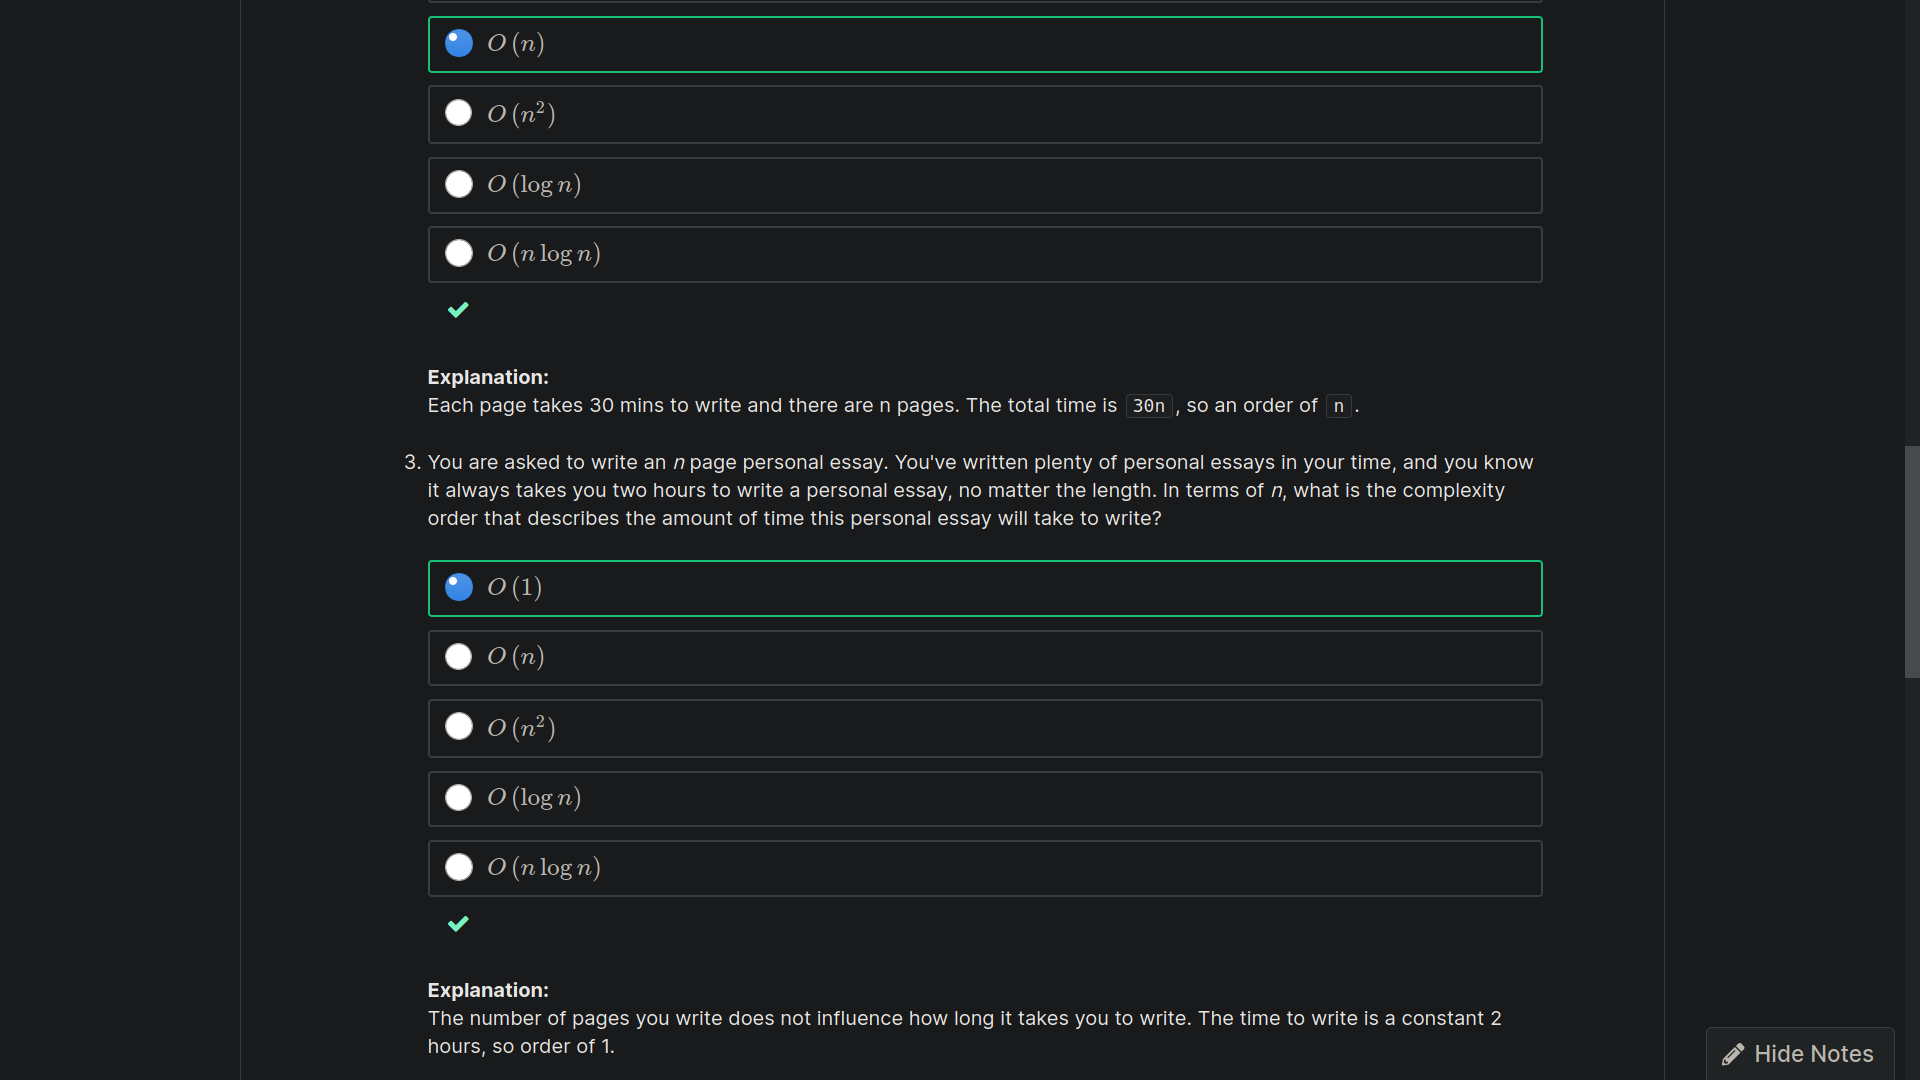 O (n)
O (n²)
O (log n)
O (n log n)
Explanation:
Each page takes 30 mins to write and there are n pages. The total time is 30n, so an order of n.
3. You are asked to write an n page personal essay. You've written plenty of personal essays in your time, and you know
it always takes you two hours to write a personal essay, no matter the length. In terms of n, what is the complexity
order that describes the amount of time this personal essay will take to write?
O (1)
O (n)
O (n²)
O (log n)
O (n log n)
Explanation:
The number of pages you write does not influence how long it takes you to write. The time to write is a constant 2
hours, so order of 1.
Hide Notes